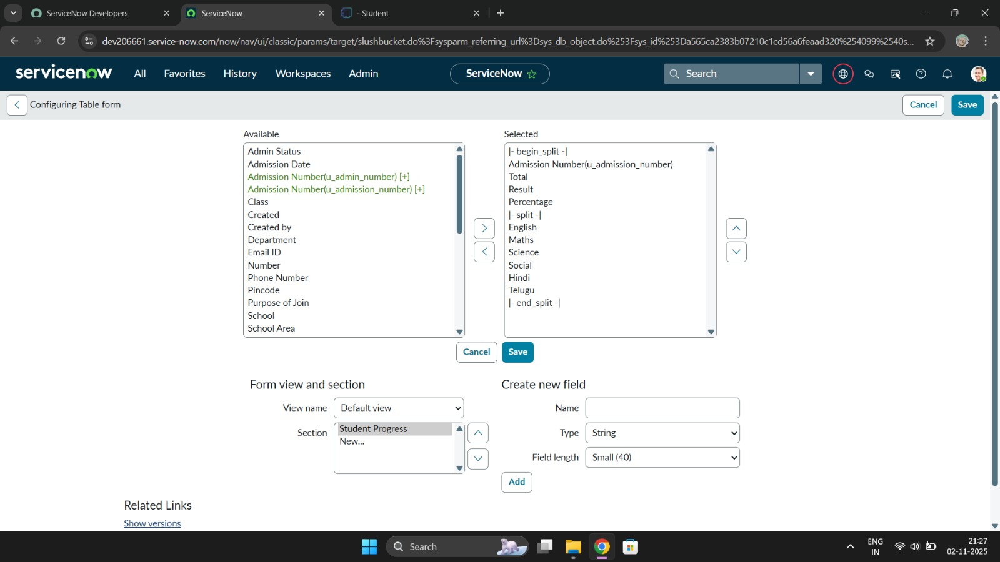 ServiceNow Developers
ServiceNow
- Student
dev206661.service-now.com/now/nav/ui/classic/params/target/slushbucket.do%3Fsysparm_referring_url%3Dsys_db_object.do%253Fsys_id%253Da565ca2383b07210c1cd56a6feaad320%254099%2540s...
servicenow
All
Favorites
History
Workspaces
Admin
ServiceNow
Search
Configuring Table form
Cancel
Save
Available
Admin Status
Admission Date
Admission Number(u_admin_number) [+]
Admission Number(u_admission_number) [+]
Class
Created
Created by
Department
Email ID
Number
Phone Number
Pincode
Purpose of Join
School
School Area
Selected
|- begin_split -|
Admission Number(u_admission_number)
Total
Result
Percentage
|- split -|
English
Maths
Science
Social
Hindi
Telugu
|- end_split -|
Cancel
Save
Form view and section
View name
Default view
Section
Student Progress
New...
Create new field
Name
Type
String
Field length
Small (40)
Add
Related Links
Show versions
Search
ENG
IN
21:27
02-11-2025